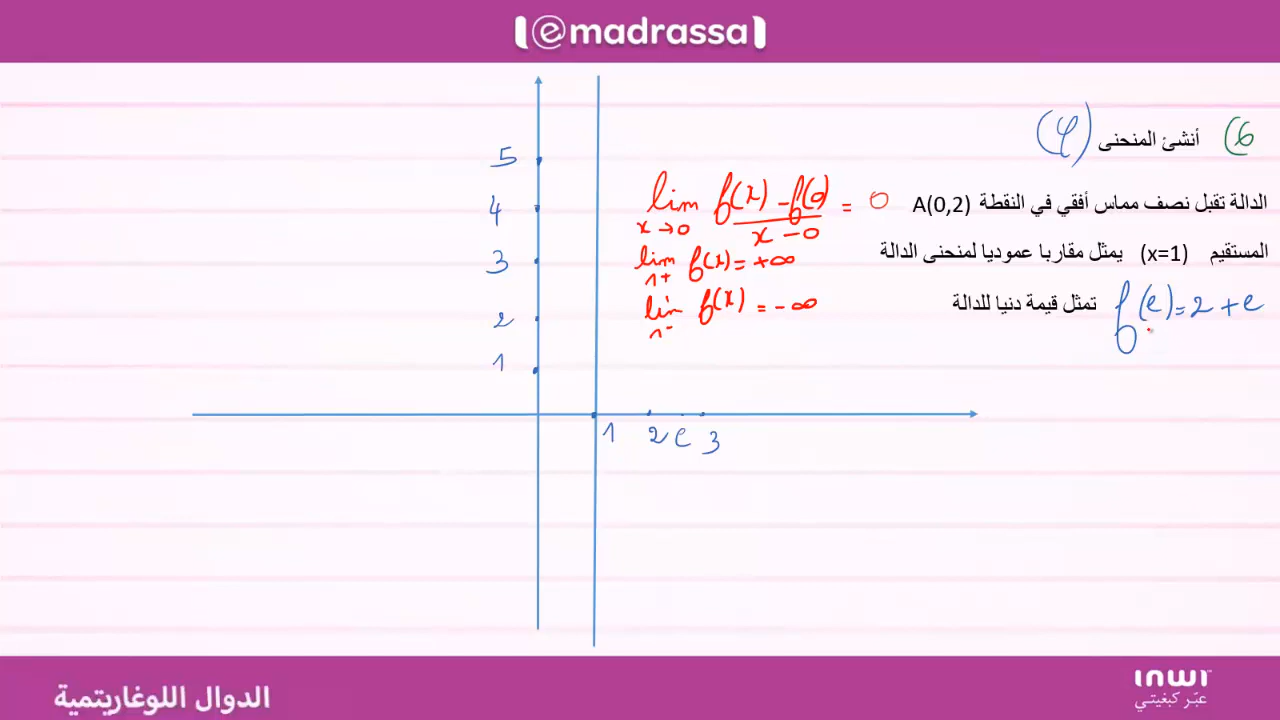 (@madrassa)
6) أنشئ المنحنى (φ)
الدالة تقبل نصف مماس أفقي في النقطة A(0,2)
lim f(x) - f(0) / x - 0 = 0
x → 0
المستقيم (x=1) يمثل مقاربا عموديا لمنحنى الدالة
lim f(x) = +∞
1+
f(e) = 2 + e تمثل قيمة دنيا للدالة
lim f(x) = -∞
1-
5
4
3
2
1
1 2 e 3
الدوال اللوغاريتمية
inwi
عبّر كبغيتي